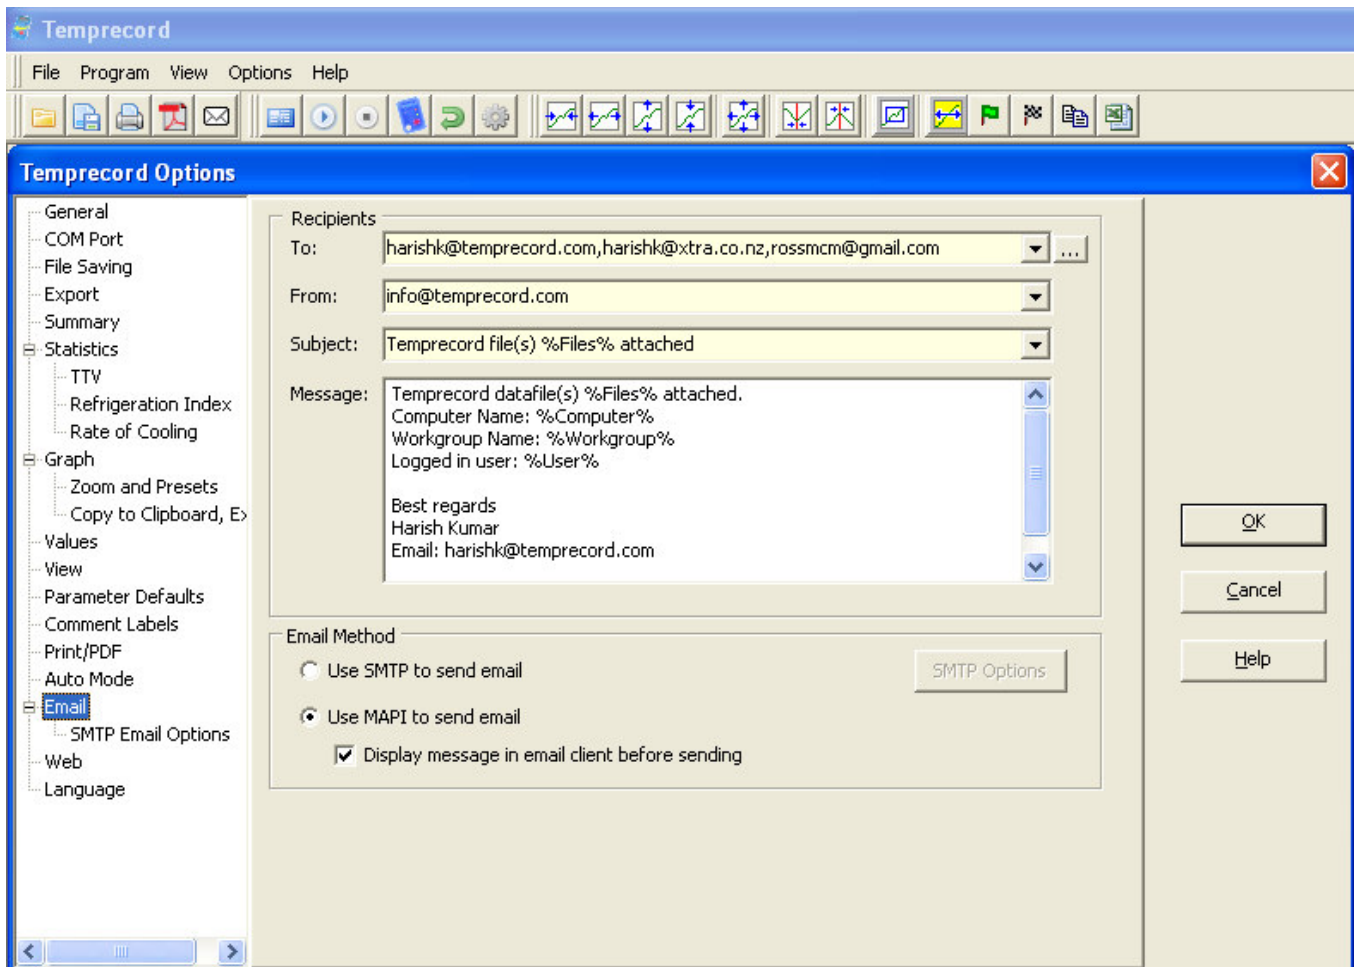 Temprecord
File Program View Options Help
Temprecord Options
General
COM Port
File Saving
Export
Summary
Statistics
TTV
Refrigeration Index
Rate of Cooling
Graph
Zoom and Presets
Copy to Clipboard, Ex
Values
View
Parameter Defaults
Comment Labels
Print/PDF
Auto Mode
Email
SMTP Email Options
Web
Language
Recipients
To: harishk@temprecord.com,harishk@xtra.co.nz,rossmcm@gmail.com ...
From: info@temprecord.com
Subject: Temprecord file(s) %Files% attached
Message: Temprecord datafile(s) %Files% attached.
Computer Name: %Computer%
Workgroup Name: %Workgroup%
Logged in user: %User%
Best regards
Harish Kumar
Email: harishk@temprecord.com
Email Method
Use SMTP to send email SMTP Options
Use MAPI to send email
Display message in email client before sending
OK
Cancel
Help